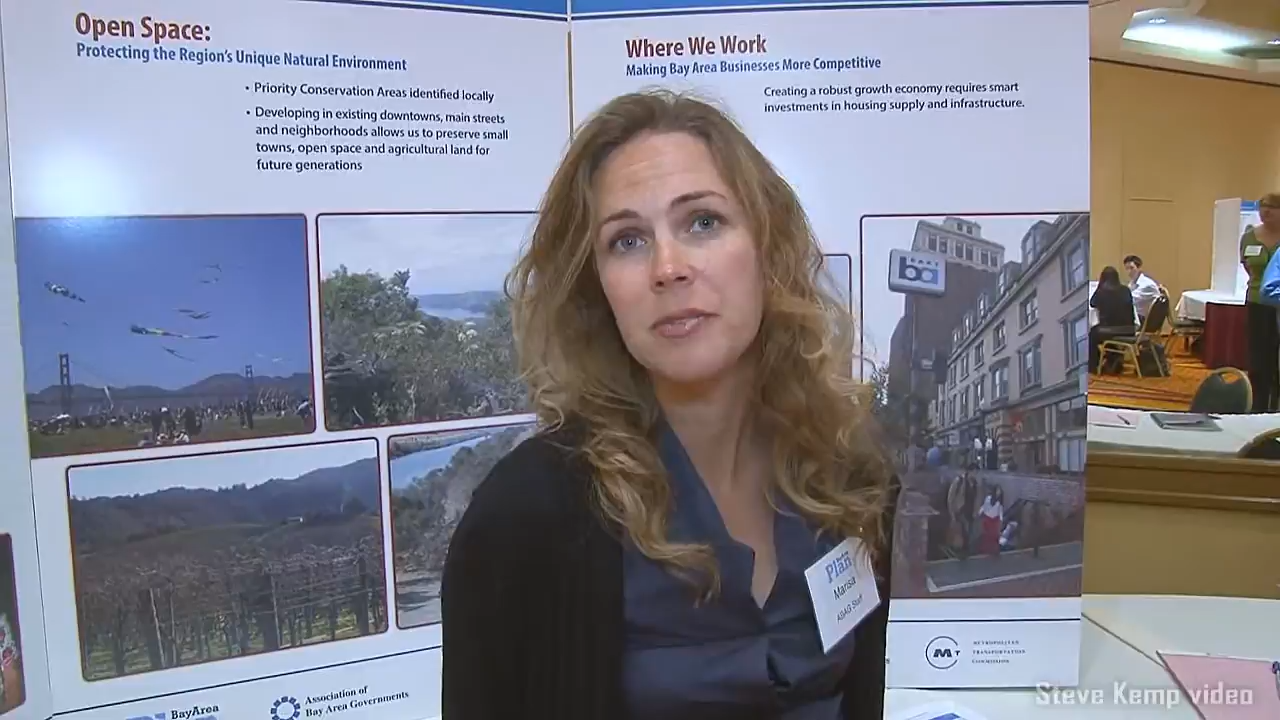 Open Space:
Protecting the Region's Unique Natural Environment
• Priority Conservation Areas identified locally
• Developing in existing downtowns, main streets
and neighborhoods allows us to preserve small
towns, open space and agricultural land for
future generations
Where We Work
Making Bay Area Businesses More Competitive
Creating a robust growth economy requires smart
investments in housing supply and infrastructure.
ba
Plan
Marisa
ABAG Staff
BayArea
Association of
Bay Area Governments
MT
METROPOLITAN
TRANSPORTATION
COMMISSION
Steve Kemp video